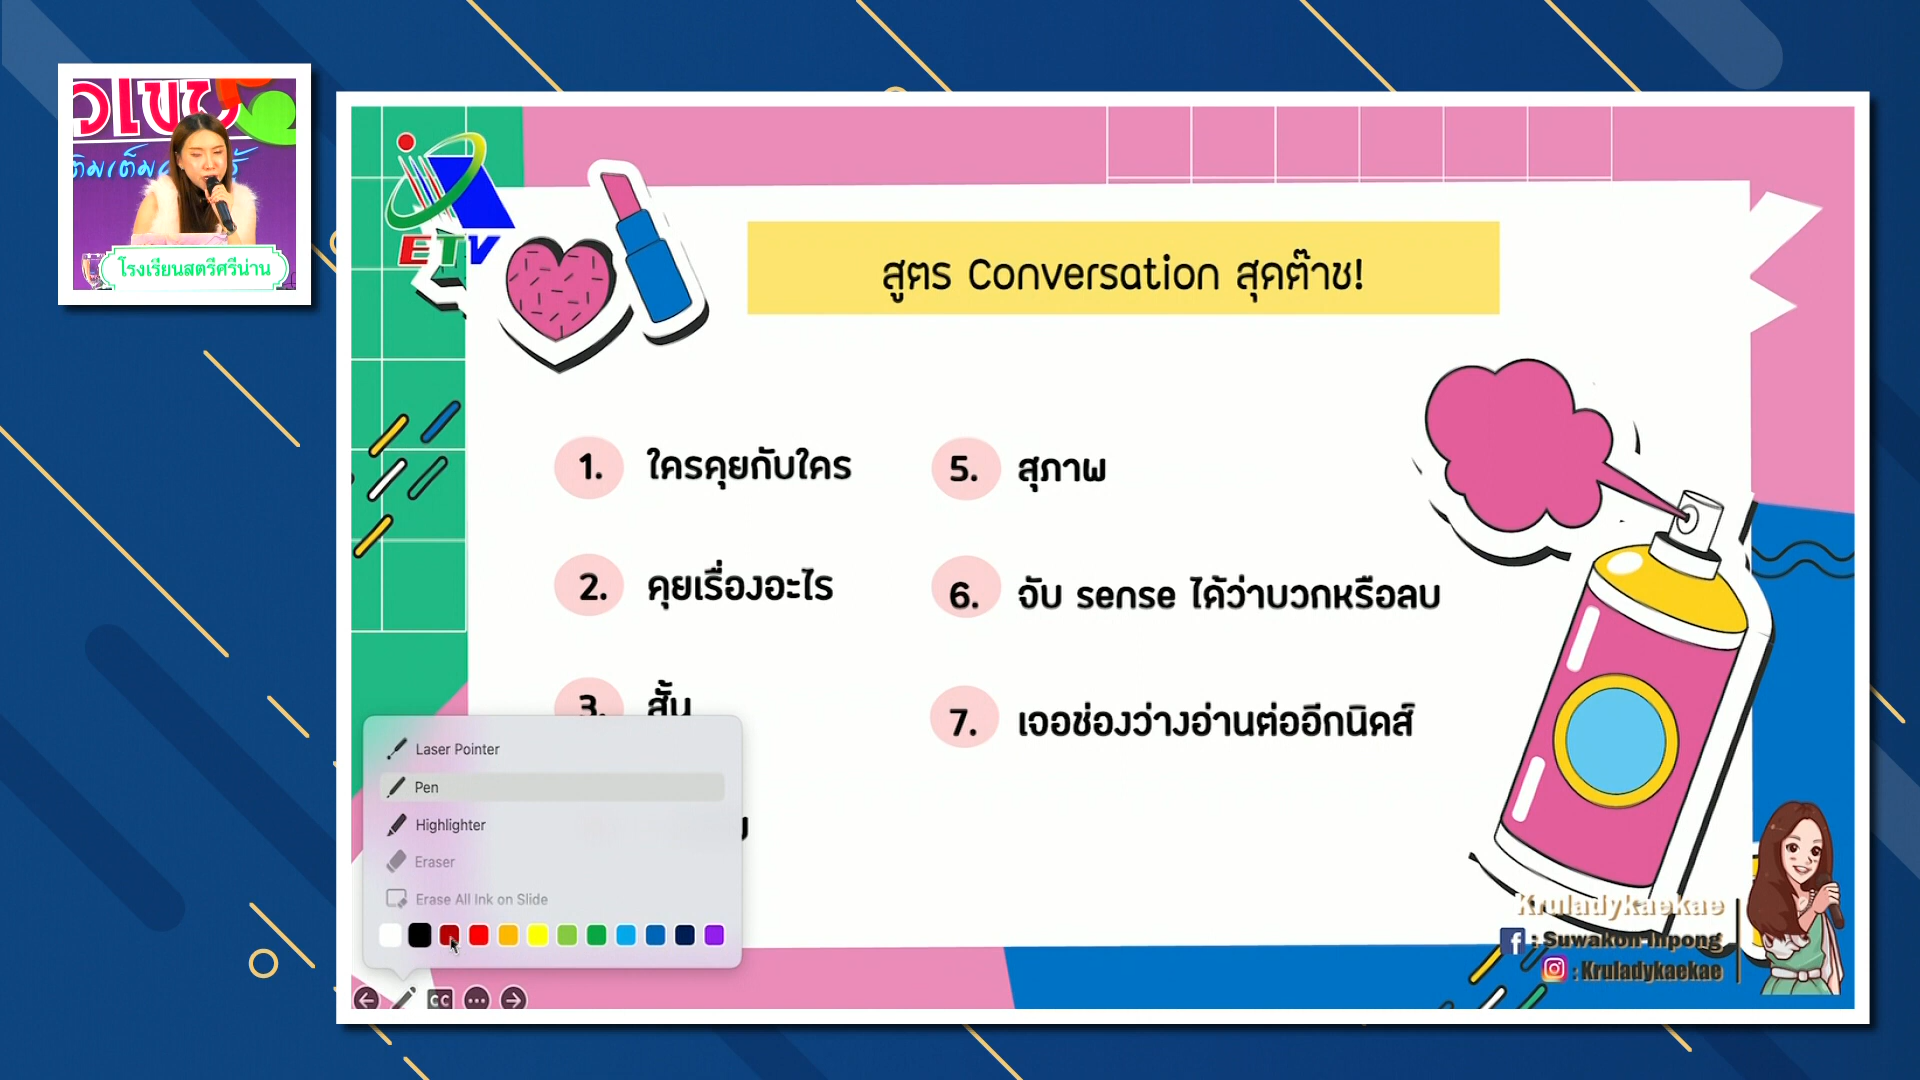 โรงเรียนสตรีศรีน่าน
ETV
สูตร Conversation สุดต๊าช!
1. ใครคุยกับใคร
2. คุยเรื่องอะไร
3. สั้น
5. สุภาพ
6. จับ sense ได้ว่าบวกหรือลบ
7. เจอช่องว่างอ่านต่ออีกนิดส์
Laser Pointer
Pen
Highlighter
Eraser
Erase All Ink on Slide
CC
Kruladykaekae
f : Suwakon Inpong
: Kruladykaekae